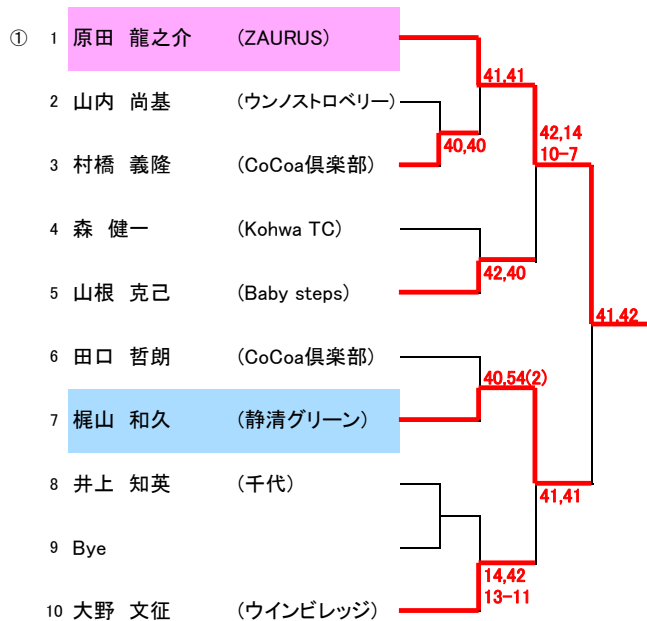 ① 1 原田 龍之介 (ZAURUS)
41,41
2 山内 尚基 (ウンノストロベリー)
42,14
10-7
40,40
3 村橋 義隆 (CoCoa倶楽部)
4 森 健一 (Kohwa TC)
42,40
5 山根 克己 (Baby steps)
41,42
6 田口 哲朗 (CoCoa倶楽部)
40,54(2)
7 梶山 和久 (静清グリーン)
8 井上 知英 (千代)
41,41
9 Bye
14,42
13-11
10 大野 文征 (ウインビレッジ)